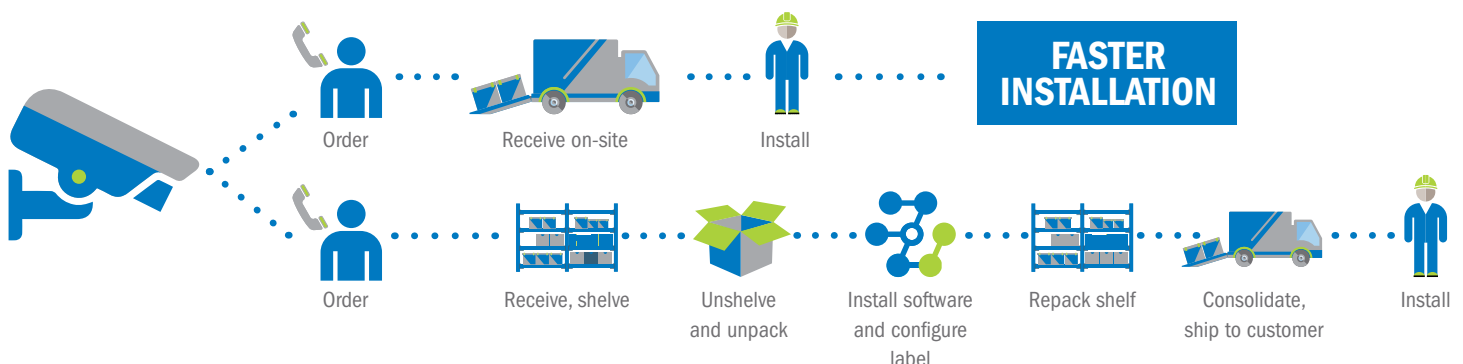 FASTER
INSTALLATION
Order
Receive on-site
Install
Order
Receive, shelve
Unshelve
and unpack
Install software
and configure
label
Repack shelf
Consolidate,
ship to customer
Install